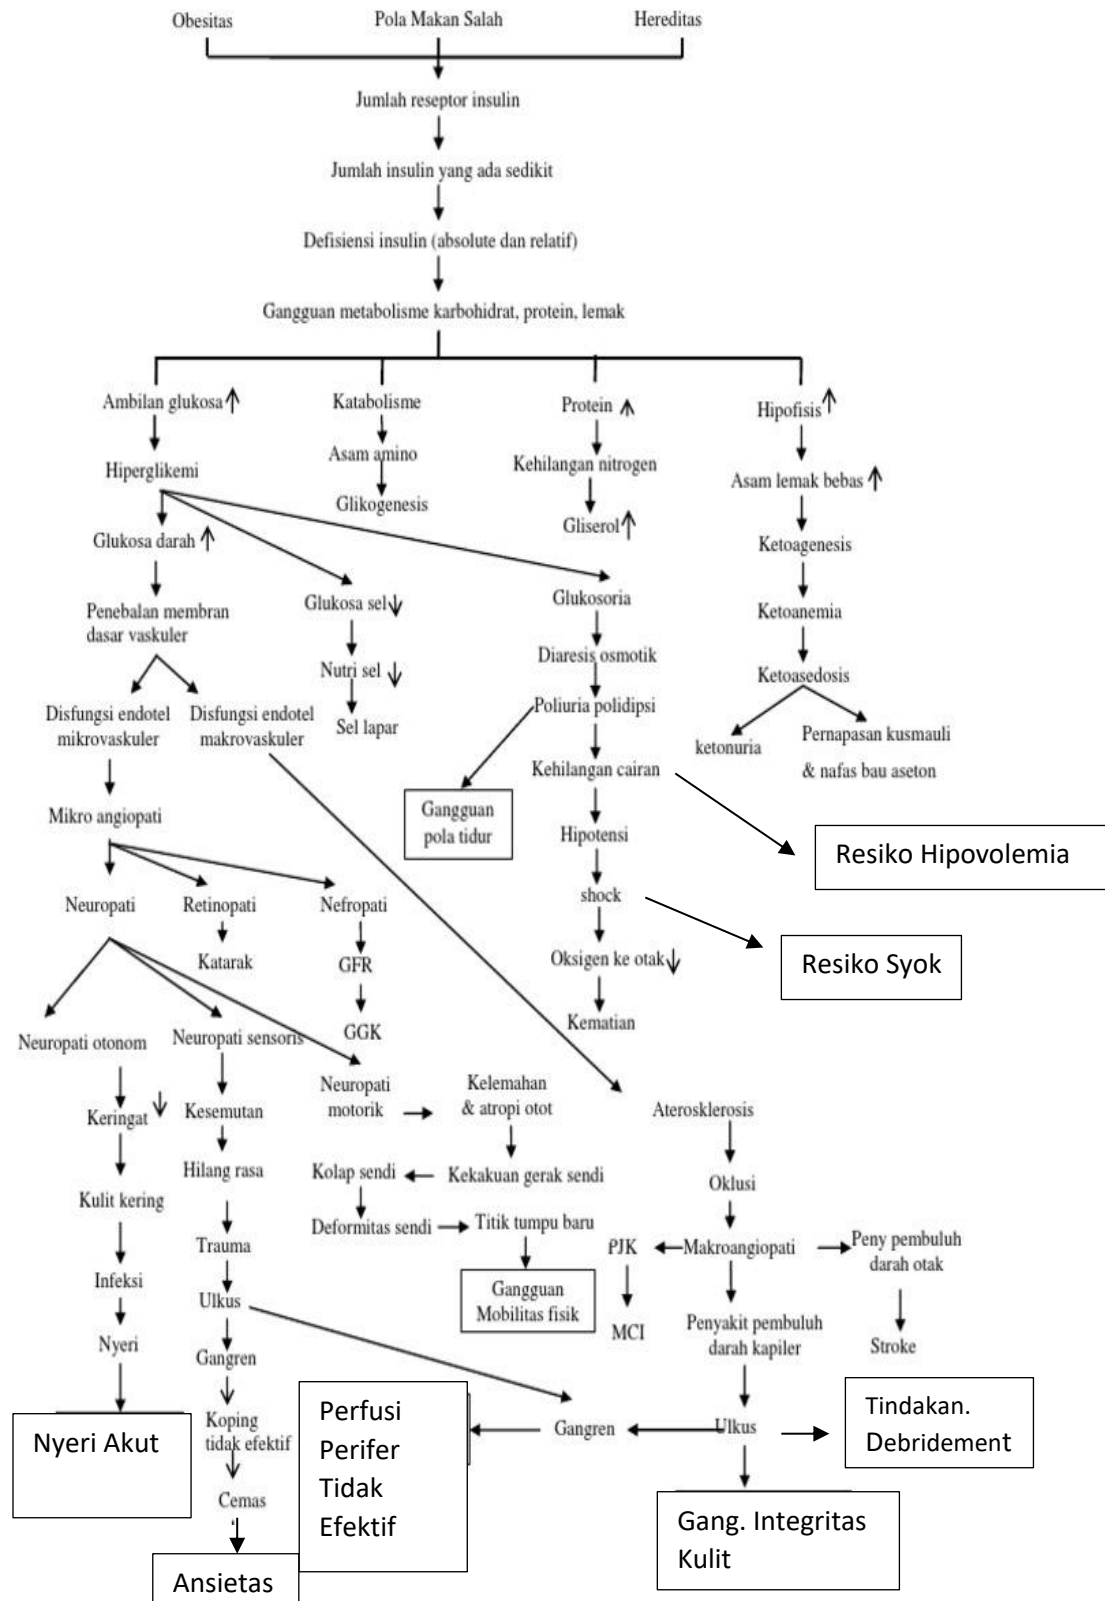 Obesitas
Pola Makan Salah
Hereditas
Jumlah reseptor insulin
Jumlah insulin yang ada sedikit
Defisiensi insulin (absolute dan relatif)
Gangguan metabolisme karbohidrat, protein, lemak
Ambilan glukosa
Katabolisme
Protein
Hipofisis
Hiperglikemi
Asam amino
Kehilangan nitrogen
Asam lemak bebas
Glikogenesis
Gliserol
Glukosa darah
Ketoagenesis
Glukosa sel
Glukosoria
Penebalan membran
dasar vaskuler
Ketoanemia
Diaresis osmotik
Nutri sel
Ketoasedosis
Disfungsi endotel
mikrovaskuler
Disfungsi endotel
makrovaskuler
Sel lapar
Poliuria polidipsi
ketonuria
Pernapasan kusmauli
& nafas bau aseton
Kehilangan cairan
Gangguan
pola tidur
Mikro angiopati
Hipotensi
Resiko Hipovolemia
Neuropati
Retinopati
Nefropati
shock
Katarak
GFR
Oksigen ke otak
Resiko Syok
GGK
Kematian
Neuropati otonom
Neuropati sensoris
Neuropati
motorik
Kelemahan
& atropi otot
Aterosklerosis
Keringat
Kesemutan
Hilang rasa
Kolap sendi
Kekakuan gerak sendi
Oklusi
Kulit kering
Deformitas sendi
Titik tumpu baru
Trauma
PJK
Makroangiopati
Peny pembuluh
darah otak
Infeksi
Ulkus
Gangguan
Mobilitas fisik
MCI
Penyakit pembuluh
darah kapiler
Stroke
Nyeri
Gangren
Nyeri Akut
Koping
tidak efektif
Perfusi
Perifer
Tidak
Efektif
Gangren
Ulkus
Tindakan.
Debridement
Cemas
Gang. Integritas
Kulit
Ansietas